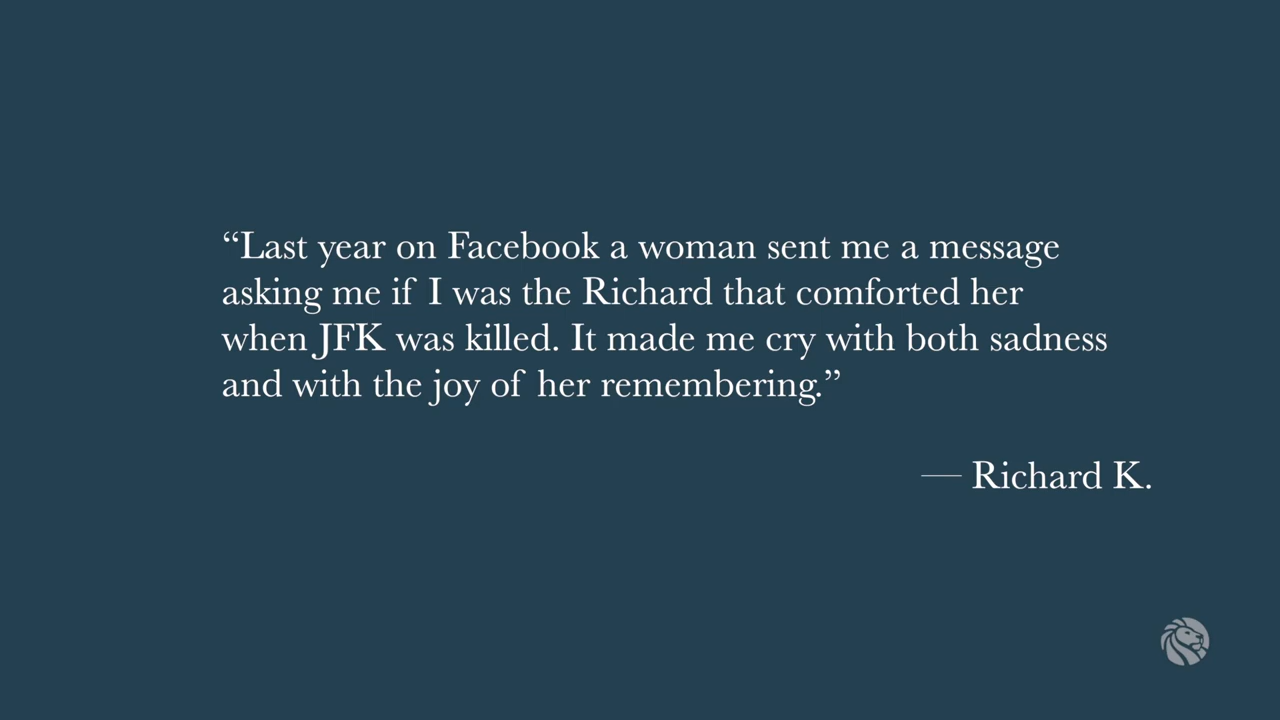 “Last year on Facebook a woman sent me a message
asking me if I was the Richard that comforted her
when JFK was killed. It made me cry with both sadness
and with the joy of her remembering.”
— Richard K.